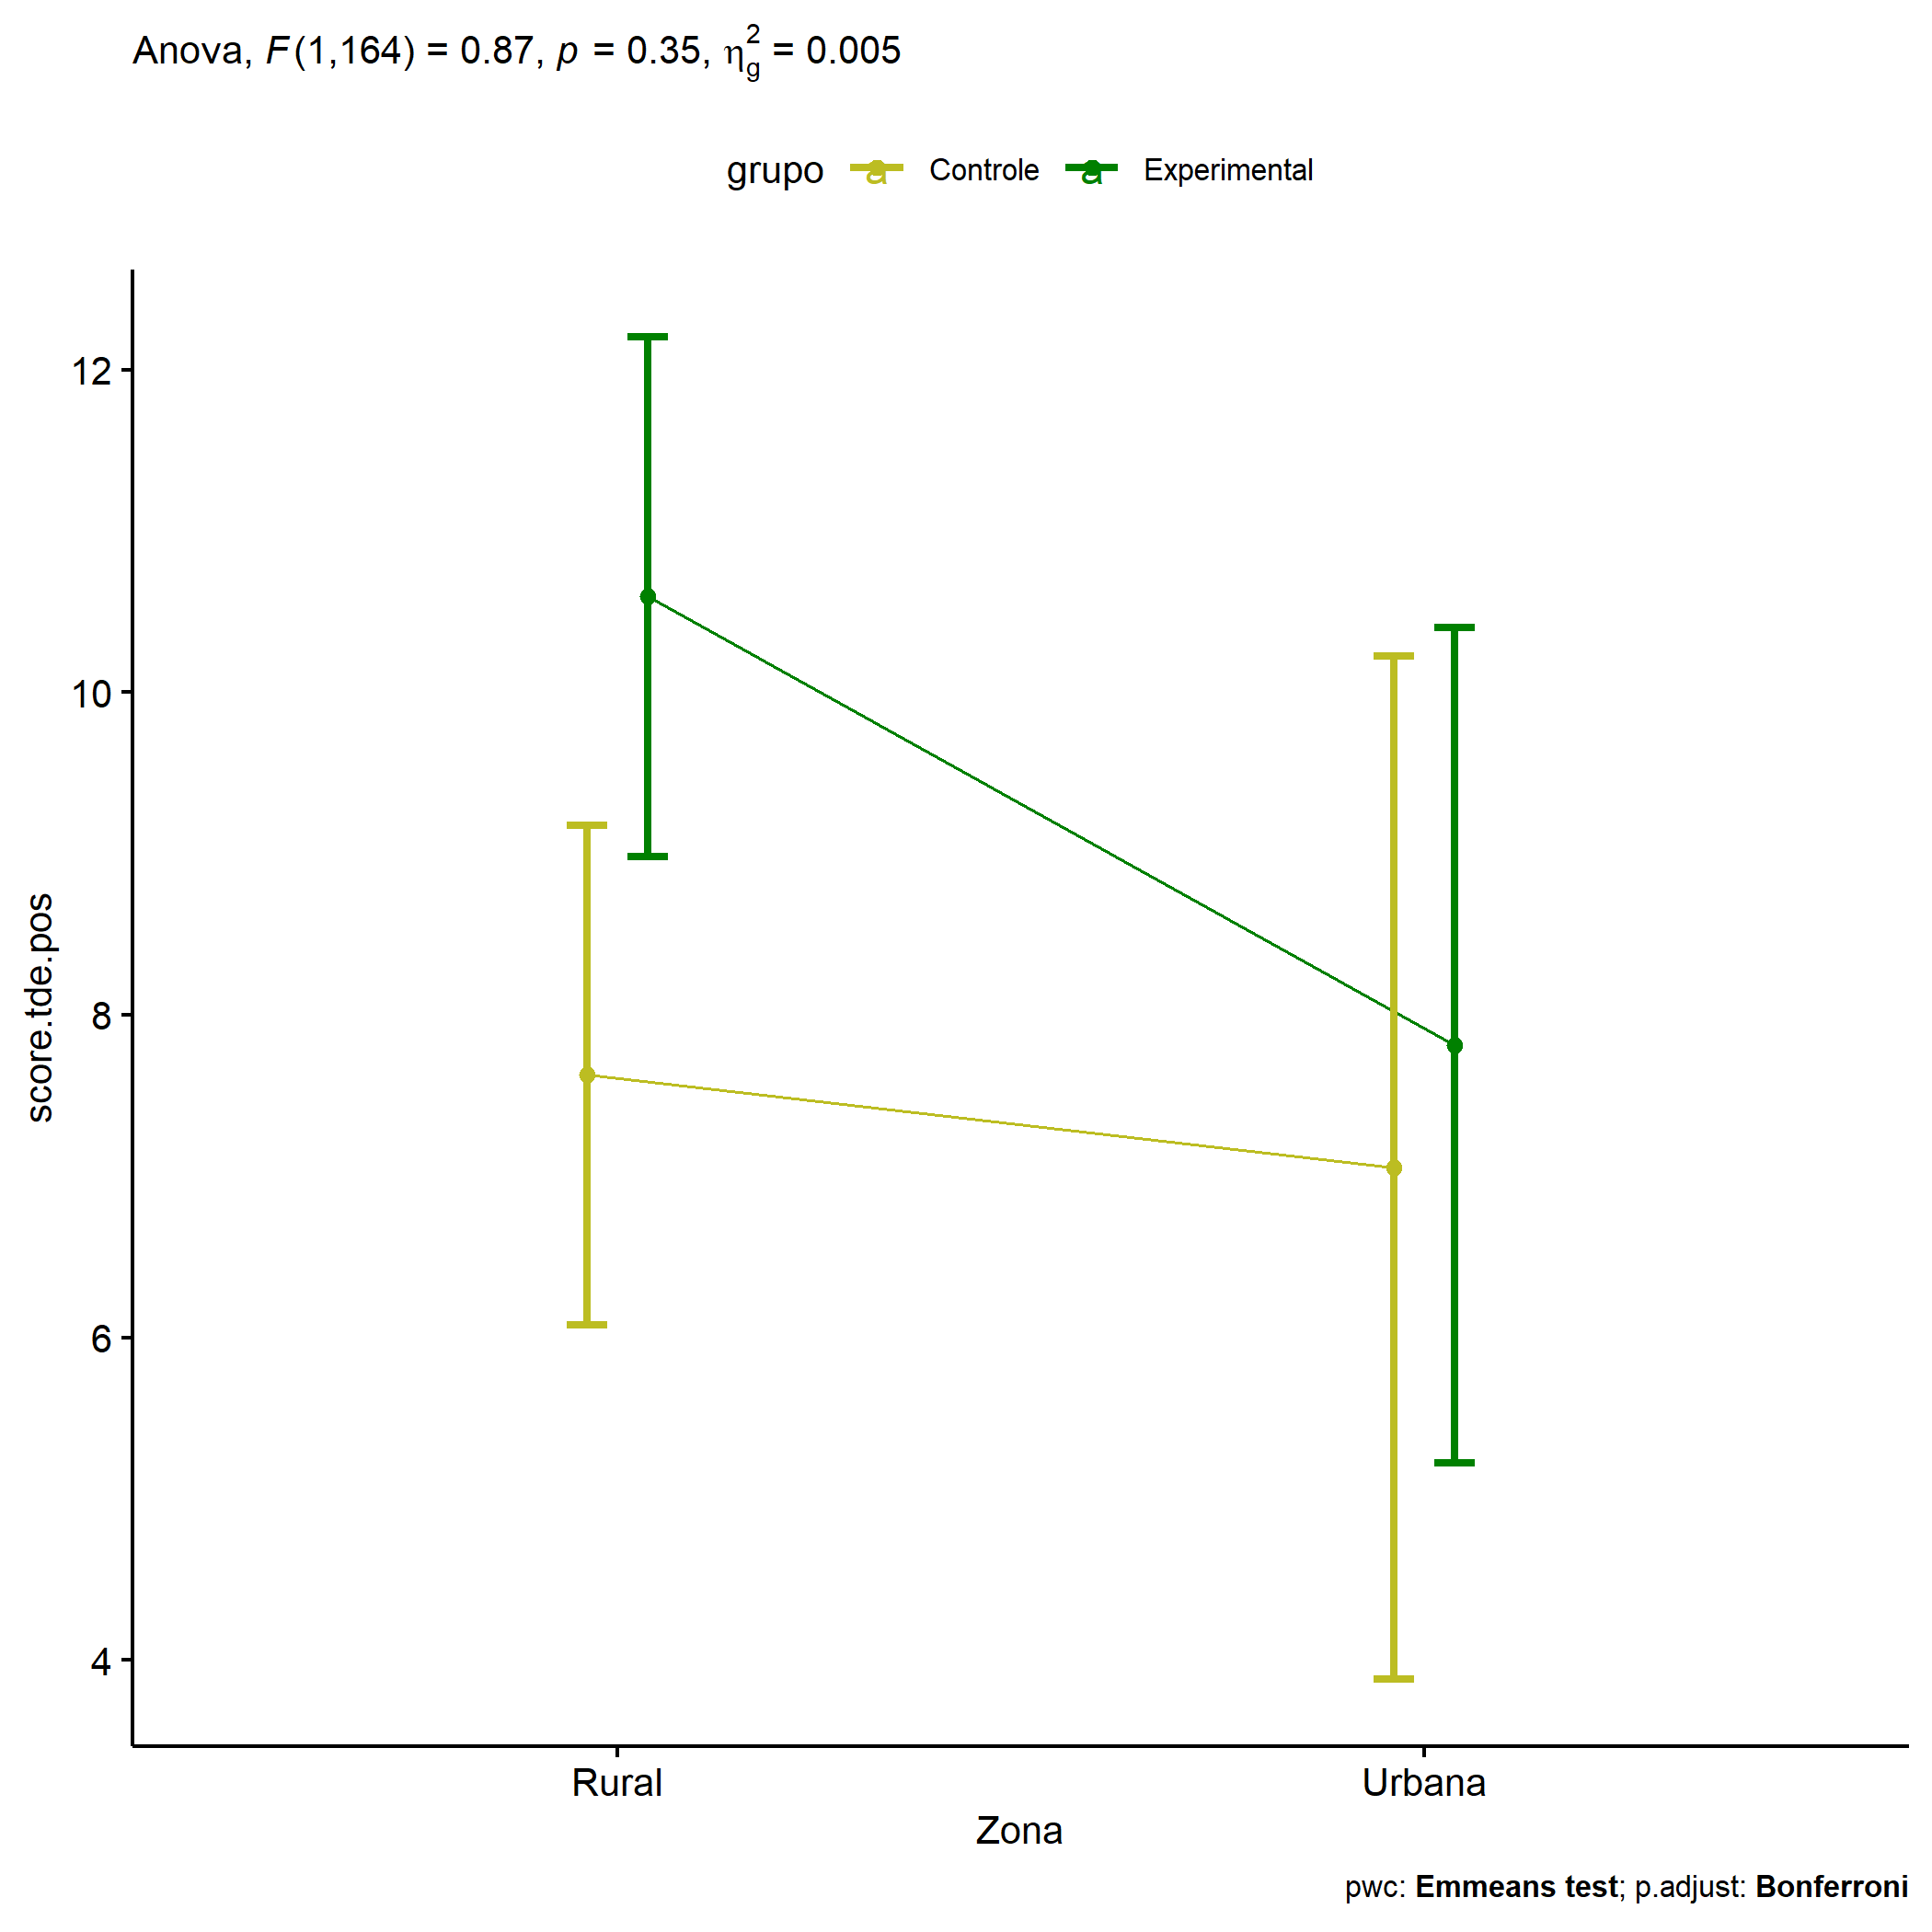 Anova, F(1,164) = 0.87, p = 0.35, η²g = 0.005
grupo a Controle a Experimental
12
10
8
6
4
score.tde.pos
Rural Urbana
Zona
pwc: Emmeans test; p.adjust: Bonferroni